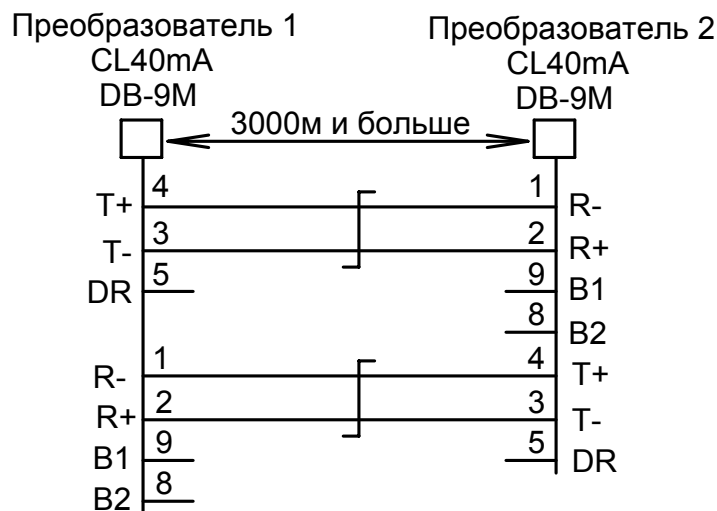 Преобразователь 1
CL40mA
DB-9M
Преобразователь 2
CL40mA
DB-9M
3000м и больше
T+ 4
T- 3
DR 5
R- 1
R+ 2
B1 9
B2 8
1 R-
2 R+
9 B1
8 B2
4 T+
3 T-
5 DR